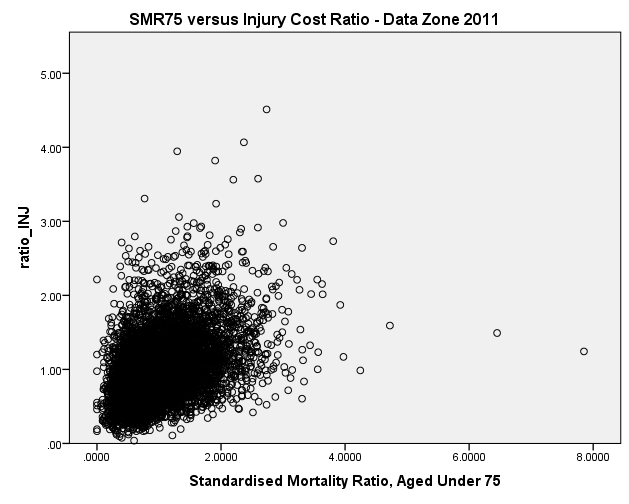 SMR75 versus Injury Cost Ratio - Data Zone 2011
5.00
4.00
3.00
2.00
1.00
.00
ratio_INJ
.0000 2.0000 4.0000 6.0000 8.0000
Standardised Mortality Ratio, Aged Under 75